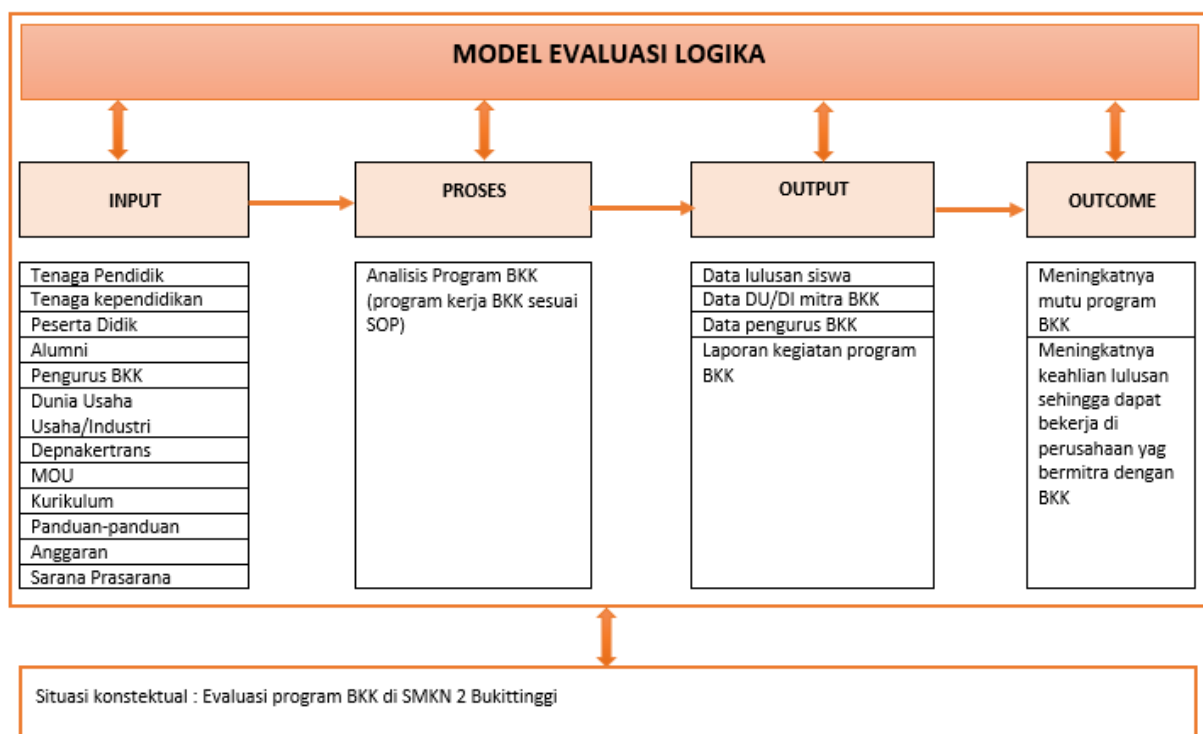 MODEL EVALUASI LOGIKA
INPUT
PROSES
OUTPUT
OUTCOME
Tenaga Pendidik
Tenaga kependidikan
Peserta Didik
Alumni
Pengurus BKK
Dunia Usaha
Usaha/Industri
Depnakertrans
MOU
Kurikulum
Panduan-panduan
Anggaran
Sarana Prasarana
Analisis Program BKK
(program kerja BKK sesuai
SOP)
Data lulusan siswa
Data DU/DI mitra BKK
Data pengurus BKK
Laporan kegiatan program
BKK
Meningkatnya
mutu program
BKK
Meningkatnya
keahlian lulusan
sehingga dapat
bekerja di
perusahaan yag
bermitra dengan
BKK
Situasi konstektual : Evaluasi program BKK di SMKN 2 Bukittinggi